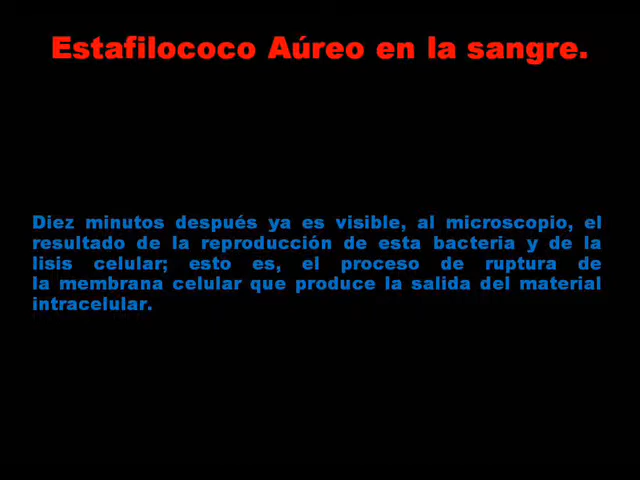 Estafilococo Aúreo en la sangre.
Diez minutos después ya es visible, al microscopio, el
resultado de la reproducción de esta bacteria y de la
lisis celular; esto es, el proceso de ruptura de
la membrana celular que produce la salida del material
intracelular.